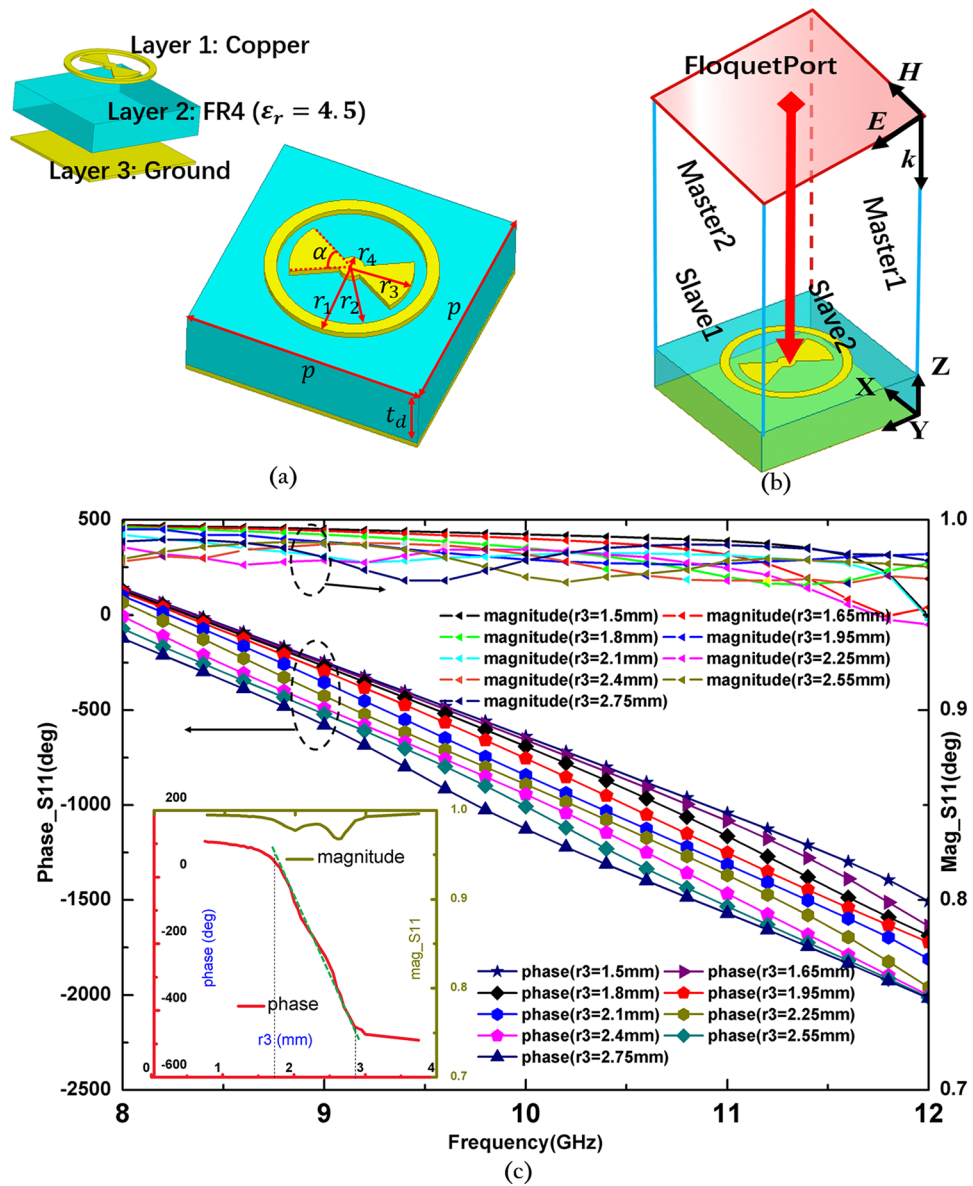 Layer 1: Copper
Layer 2: FR4 (εr = 4.5)
Layer 3: Ground
α
r4
r3
r1
r2
p
p
td
(a)
FloquetPort
H
E
k
Master2
Master1
Slave1
Slave2
Z
X
Y
(b)
500
0
-500
-1000
-1500
-2000
-2500
Phase_S11(deg)
1.0
0.9
0.8
0.7
Mag_S11(deg)
magnitude(r3=1.5mm)
magnitude(r3=1.65mm)
magnitude(r3=1.8mm)
magnitude(r3=1.95mm)
magnitude(r3=2.1mm)
magnitude(r3=2.25mm)
magnitude(r3=2.4mm)
magnitude(r3=2.55mm)
magnitude(r3=2.75mm)
200
0
-200
-400
-600
phase (deg)
magnitude
phase
r3 (mm)
0
1
2
3
4
1.0
0.9
0.8
0.7
mag_S11
phase(r3=1.5mm)
phase(r3=1.65mm)
phase(r3=1.8mm)
phase(r3=1.95mm)
phase(r3=2.1mm)
phase(r3=2.25mm)
phase(r3=2.4mm)
phase(r3=2.55mm)
phase(r3=2.75mm)
8
9
10
11
12
Frequency(GHz)
(c)